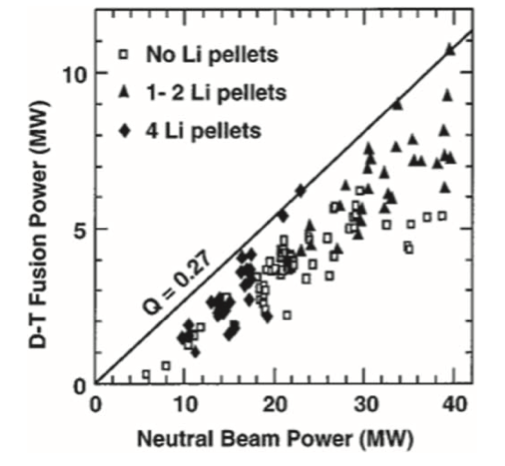 No Li pellets
1- 2 Li pellets
4 Li pellets
Q = 0.27
D-T Fusion Power (MW)
10
5
0
0 10 20 30 40
Neutral Beam Power (MW)